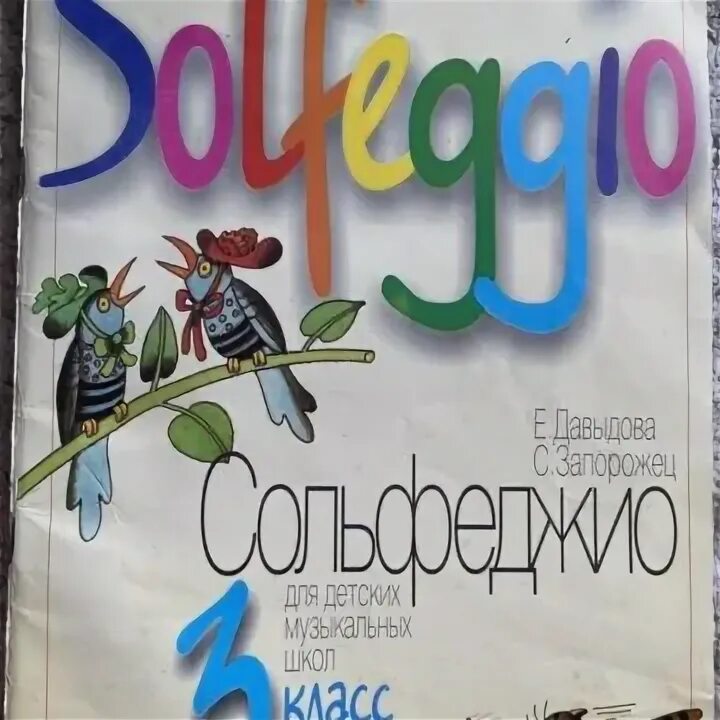 Solfeggio
Е. Давыдова
С. Запорожец
Сольфеджио
для детских
музыкальных
школ
3 класс